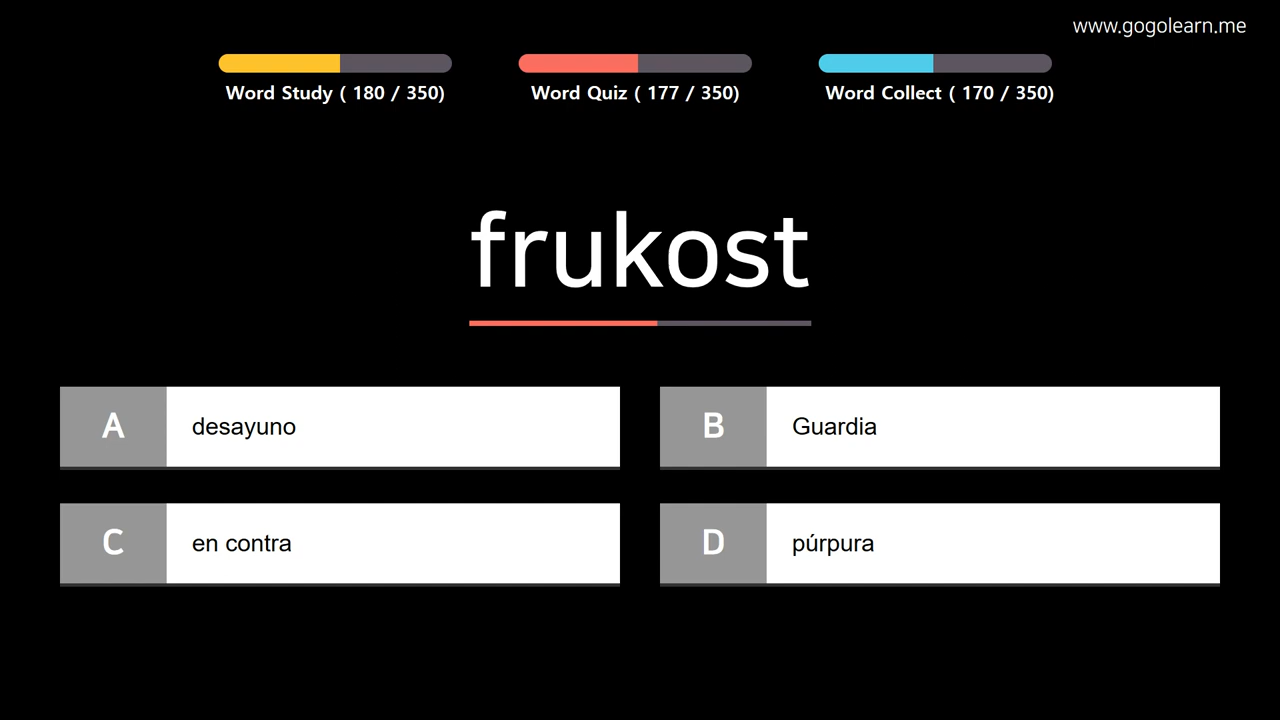 www.gogolearn.me
Word Study ( 180 / 350)
Word Quiz ( 177 / 350)
Word Collect ( 170 / 350)
frukost
A desayuno
B Guardia
C en contra
D púrpura